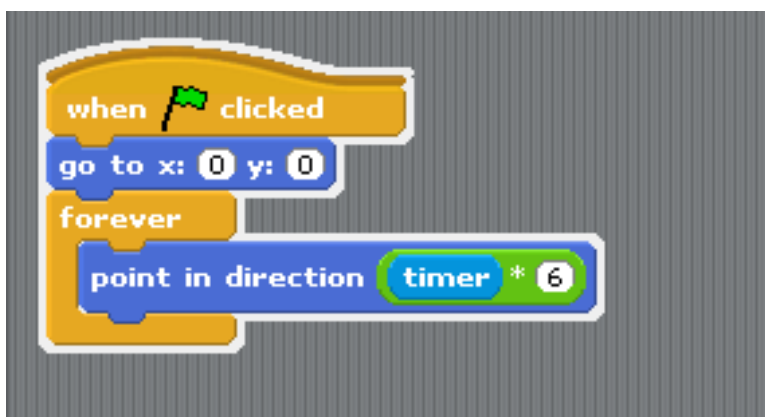 when clicked
go to x: 0 y: 0
forever
point in direction timer * 6